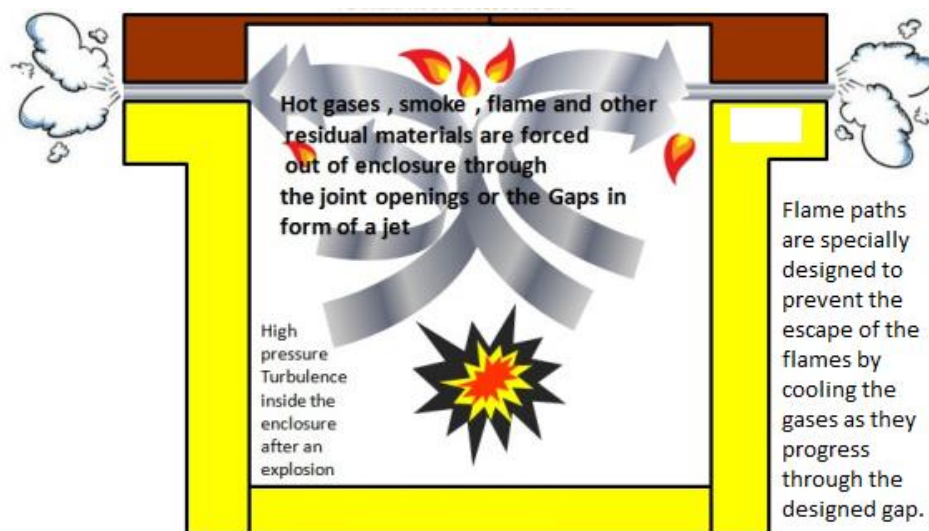 Hot gases , smoke , flame and other
residual materials are forced
out of enclosure through
the joint openings or the Gaps in
form of a jet
High
pressure
Turbulence
inside the
enclosure
after an
explosion
Flame paths
are specially
designed to
prevent the
escape of the
flames by
cooling the
gases as they
progress
through the
designed gap.